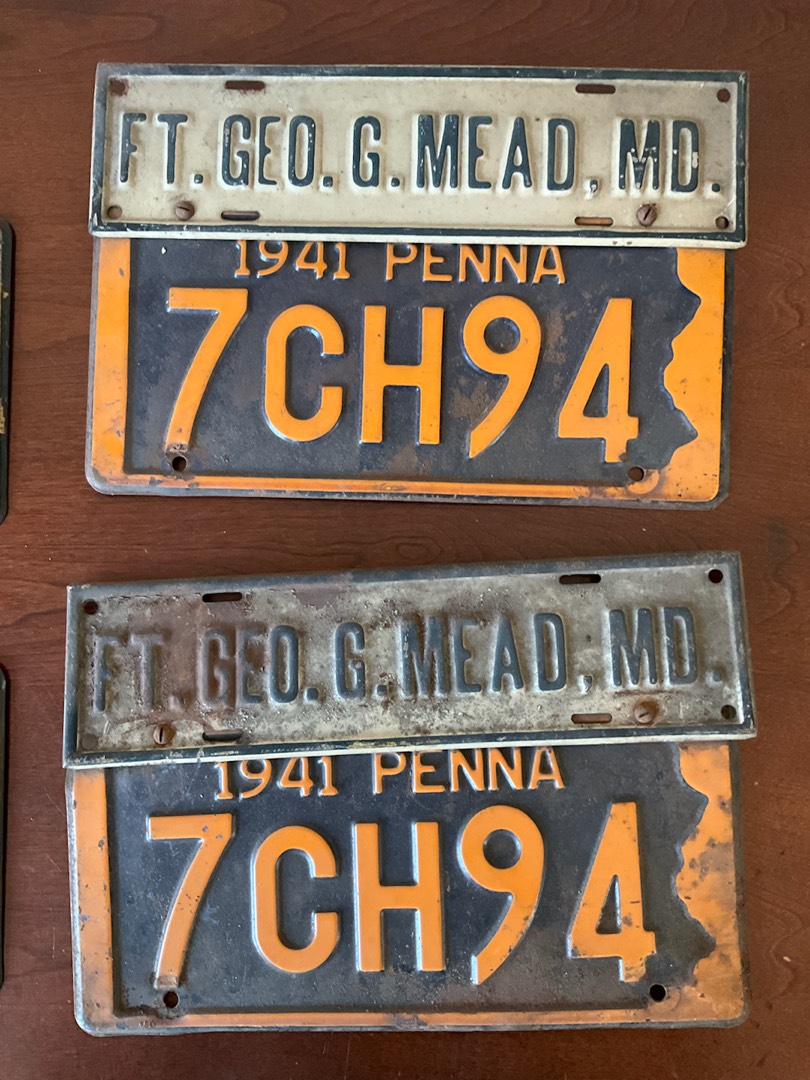 FT. GEO. G. MEAD, MD.
1941 PENNA
7CH94
FT. GEO. G. MEAD, MD.
1941 PENNA
7CH94